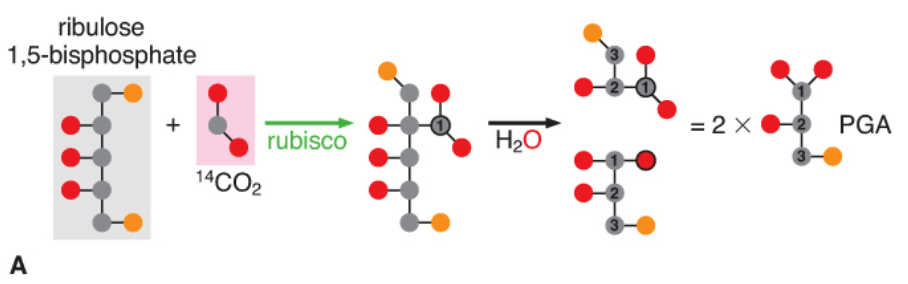 ribulose
1,5-bisphosphate
+
¹⁴CO₂
rubisco
1
H₂O
3
2 1
1
2
3
= 2 ×
1
2
3
PGA
A